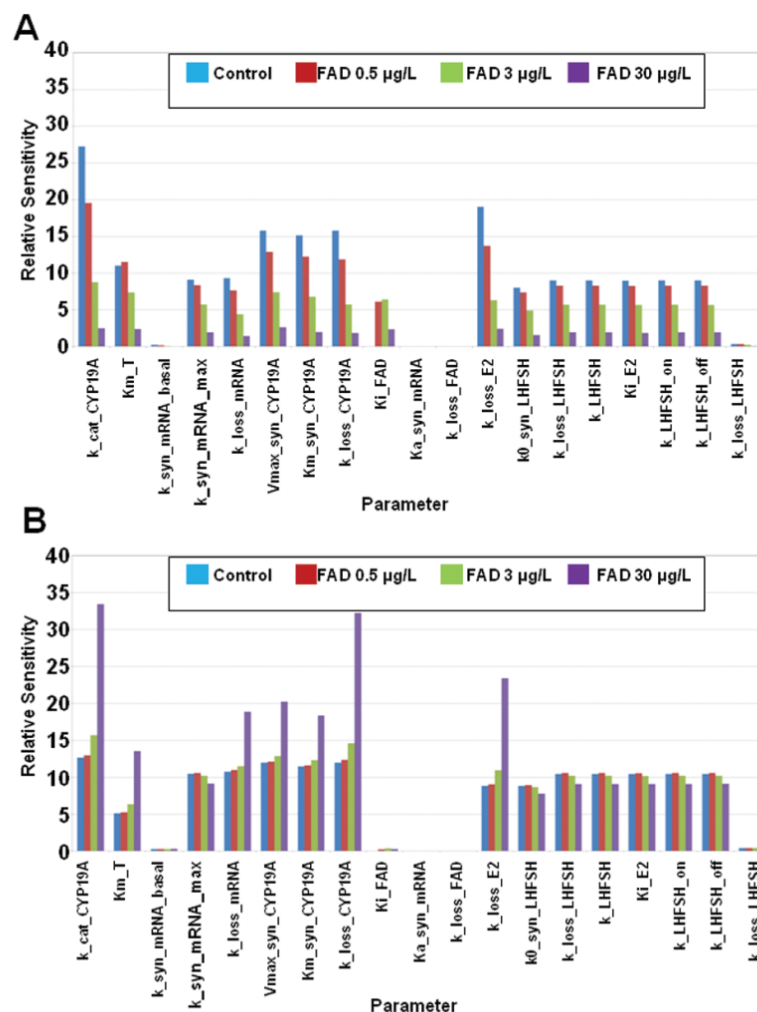 A
Relative Sensitivity
40
35
30
25
20
15
10
5
0
Control
FAD 0.5 µg/L
FAD 3 µg/L
FAD 30 µg/L
k_cat_CYP19A
Km_T
k_syn_mRNA_basal
k_syn_mRNA_max
k_loss_mRNA
Vmax_syn_CYP19A
Km_syn_CYP19A
k_loss_CYP19A
Ki_FAD
Ka_syn_mRNA
k_loss_FAD
k_loss_E2
k0_syn_LHFSH
k_loss_LHFSH
k_LHFSH
Ki_E2
k_LHFSH_on
k_LHFSH_off
k_loss_LHFSH
Parameter
B
Relative Sensitivity
40
35
30
25
20
15
10
5
0
Control
FAD 0.5 µg/L
FAD 3 µg/L
FAD 30 µg/L
k_cat_CYP19A
Km_T
k_syn_mRNA_basal
k_syn_mRNA_max
k_loss_mRNA
Vmax_syn_CYP19A
Km_syn_CYP19A
k_loss_CYP19A
Ki_FAD
Ka_syn_mRNA
k_loss_FAD
k_loss_E2
k0_syn_LHFSH
k_loss_LHFSH
k_LHFSH
Ki_E2
k_LHFSH_on
k_LHFSH_off
k_loss_LHFSH
Parameter